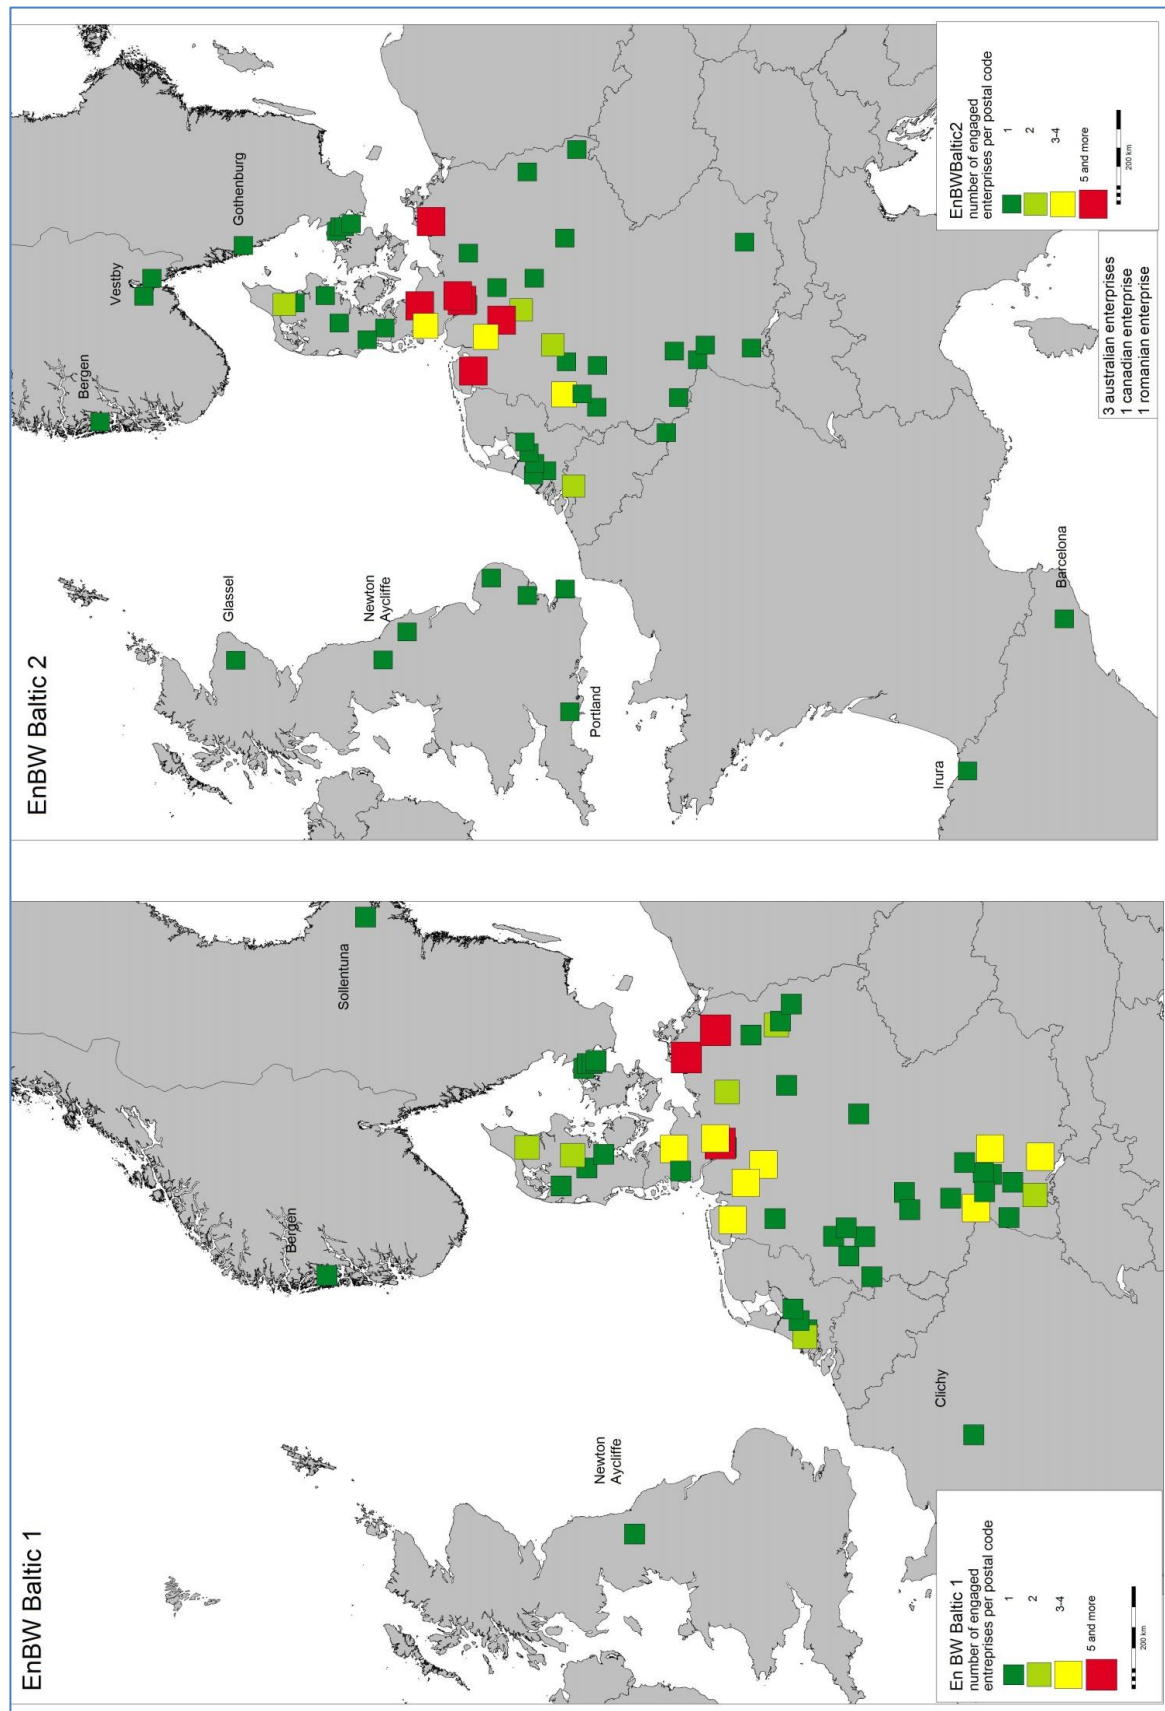 EnBW Baltic 1
Bergen
Sollentuna
Newton
Aycliffe
Clichy
En BW Baltic 1
number of engaged
entreprises per postal code
1
2
3-4
5 and more
200 km
EnBW Baltic 2
Bergen
Vestby
Gothenburg
Glassel
Newton
Aycliffe
Portland
Irura
Barcelona
3 australian enterprises
1 canadian enterprise
1 romanian enterprise
EnBWBaltic2
number of engaged
enterprises per postal code
1
2
3-4
5 and more
200 km